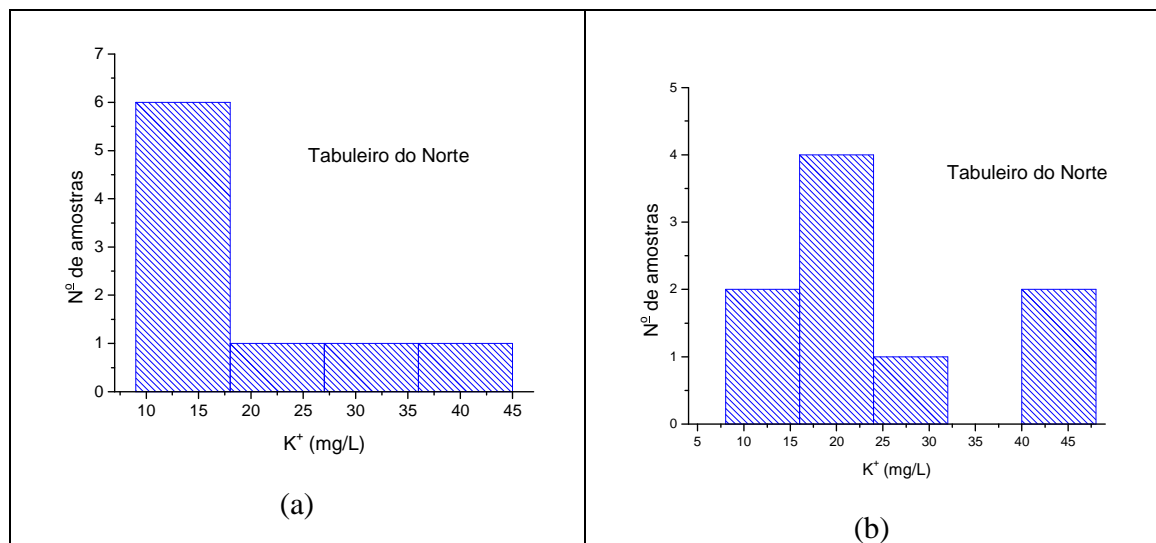 7
6
5
4
3
2
1
0
Nº de amostras
Tabuleiro do Norte
10 15 20 25 30 35 40 45
K⁺ (mg/L)
(a)
5
4
3
2
1
0
Nº de amostras
Tabuleiro do Norte
5 10 15 20 25 30 35 40 45
K⁺ (mg/L)
(b)